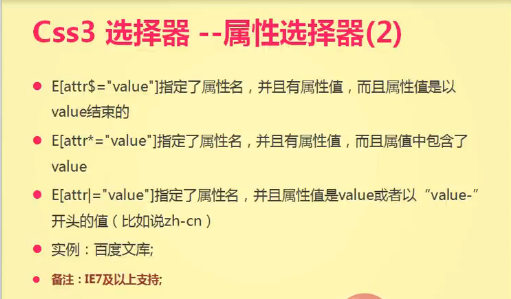 Css3 选择器 --属性选择器(2)
E[attr$="value"]指定了属性名，并且有属性值，而且属性值是以
value结束的
E[attr*="value"]指定了属性名，并且有属性值，而且属值中包含了
value
E[attr|="value"]指定了属性名，并且属性值是value或者以“value-”
开头的值（比如说zh-cn）
实例：百度文库;
备注：IE7及以上支持;